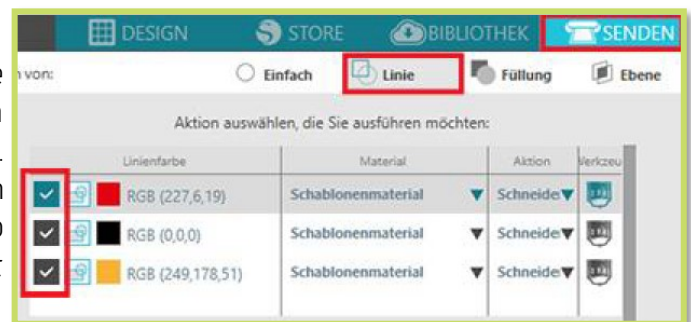 DESIGN STORE BIBLIOTHEK SENDEN
von: Einfach Linie Füllung Ebene
Aktion auswählen, die Sie ausführen möchten:
Linienfarbe Material Aktion Werkzeu
RGB (227,6,19) Schablonenmaterial Schneide
RGB (0,0,0) Schablonenmaterial Schneide
RGB (249,178,51) Schablonenmaterial Schneide